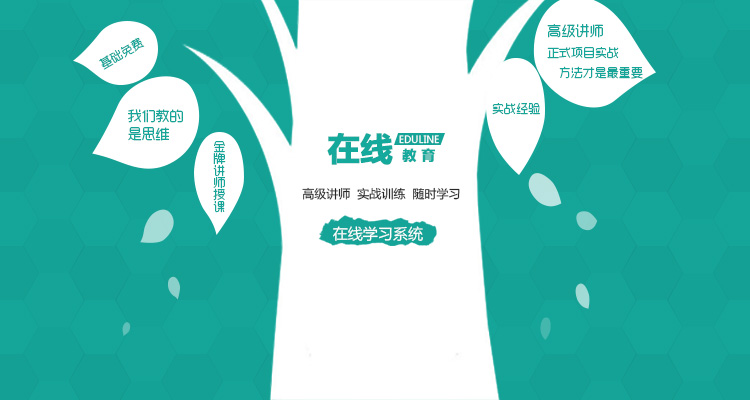 基础免费
我们教的
是思维
金牌讲师授课
在线
EDULINE
教育
高级讲师 实战训练 随时学习
在线学习系统
实战经验
高级讲师
正式项目实战
方法才是最重要